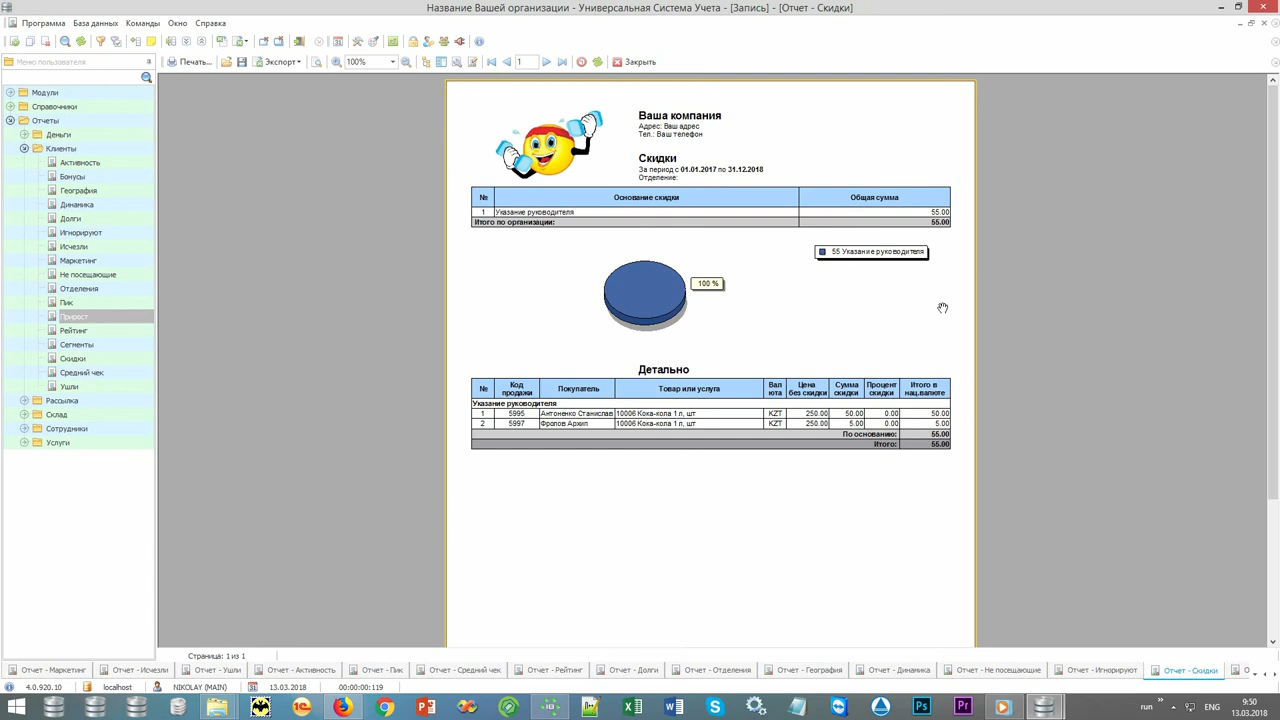 Название Вашей организации - Универсальная Система Учета - [Запись] - [Отчет - Скидки]
Программа База данных Команды Окно Справка
Печать... Экспорт 100% 1 Закрыть
Меню пользователя
Модули
Справочники
Отчеты
Деньги
Клиенты
Активность
Бонусы
География
Динамика
Долги
Игнорируют
Исчезли
Маркетинг
Не посещающие
Отделения
Пик
Прирост
Рейтинг
Сегменты
Скидки
Средний чек
Ушли
Рассылка
Склад
Сотрудники
Услуги
Ваша компания
Адрес: Ваш адрес
Тел.: Ваш телефон
Скидки
За период с 01.01.2017 по 31.12.2018
Отделение:
№ Основание скидки Общая сумма
1 Указание руководителя 55.00
Итого по организации: 55.00
55 Указание руководителя
100 %
Детально
№ Код продажи Покупатель Товар или услуга Вал юта Цена без скидки Сумма скидки Процент скидки Итого в нац.валюте
Указание руководителя
1 5995 Антоненко Станислав 10006 Кока-кола 1 л, шт KZT 250.00 50.00 0.00 50.00
2 5997 Фролов Архип 10006 Кока-кола 1 л, шт KZT 250.00 5.00 0.00 5.00
По основанию: 55.00
Итого: 55.00
Страница: 1 из 1
Отчет - Маркетинг Отчет - Исчезли Отчет - Ушли Отчет - Активность Отчет - Пик Отчет - Средний чек Отчет - Рейтинг Отчет - Долги Отчет - Отделения Отчет - География Отчет - Динамика Отчет - Не посещающие Отчет - Игнорируют Отчет - Скидки О
4.0.920.10 localhost NIKOLAY (MAIN) 13.03.2018 00:00:00:119
run ENG 9:50
13.03.2018